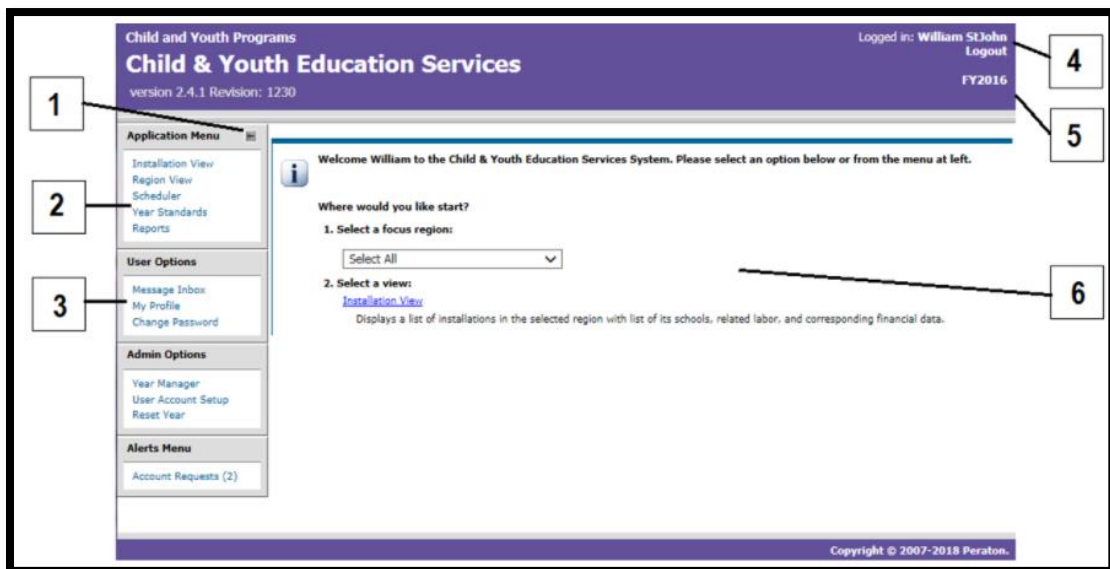 Child and Youth Programs
Child & Youth Education Services
version 2.4.1 Revision: 1230
Logged in: William StJohn
Logout
FY2016
1
2
3
4
5
6
Application Menu
Installation View
Region View
Scheduler
Year Standards
Reports
User Options
Message Inbox
My Profile
Change Password
Admin Options
Year Manager
User Account Setup
Reset Year
Alerts Menu
Account Requests (2)
i
Welcome William to the Child & Youth Education Services System. Please select an option below or from the menu at left.
Where would you like start?
1. Select a focus region:
Select All
2. Select a view:
Installation View
Displays a list of installations in the selected region with list of its schools, related labor, and corresponding financial data.
Copyright © 2007-2018 Peraton.